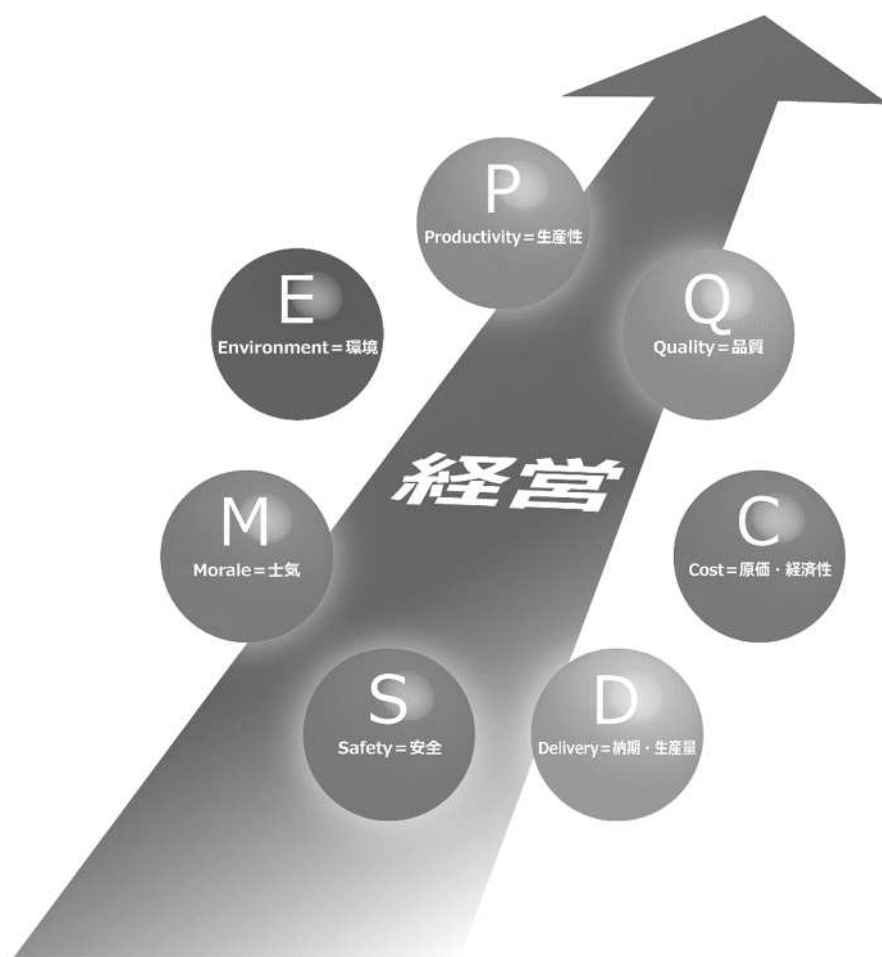 P
Productivity=生産性
E
Environment=環境
Q
Quality=品質
経営
M
Morale=士気
C
Cost=原価・経済性
S
Safety=安全
D
Delivery=納期・生産量